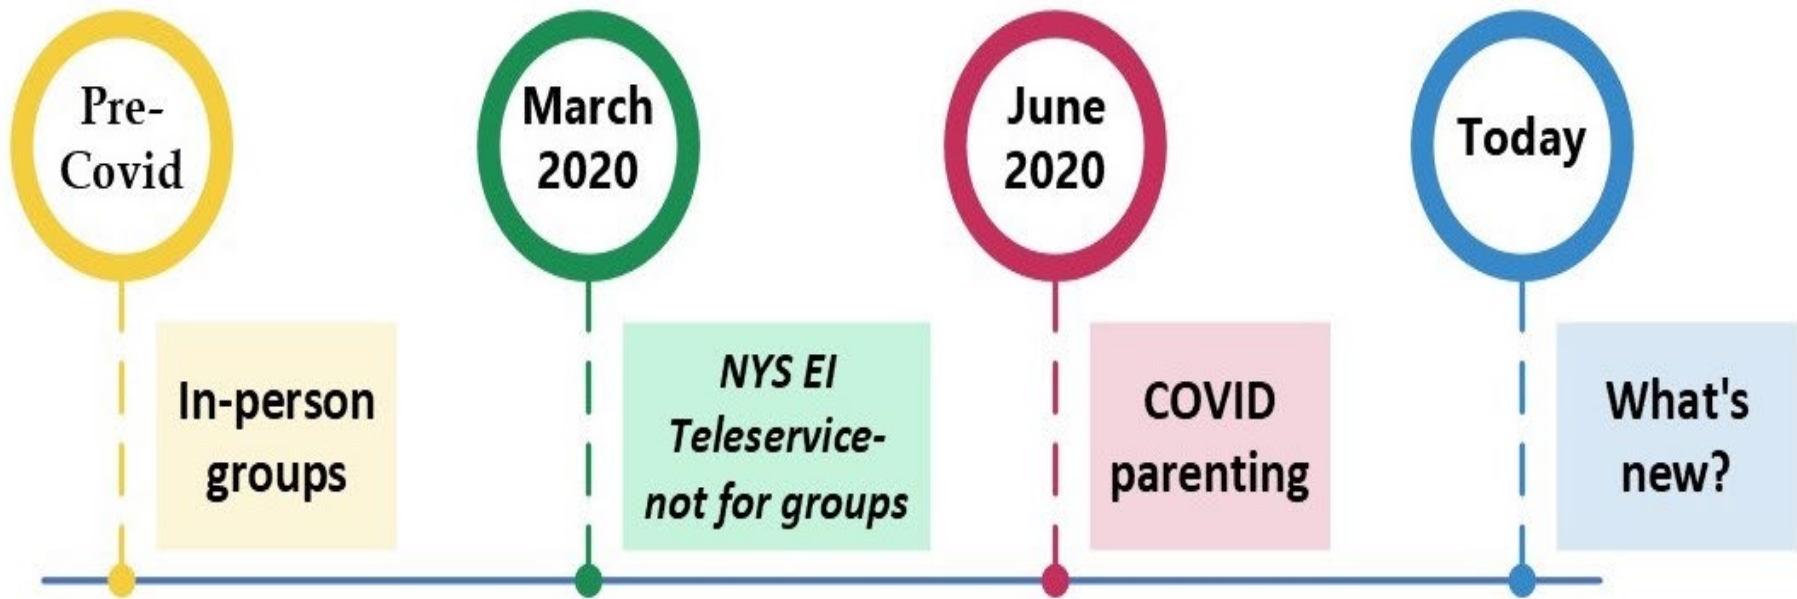 Pre-
Covid
In-person
groups
March
2020
NYS EI
Teleservice-
not for groups
June
2020
COVID
parenting
Today
What's
new?